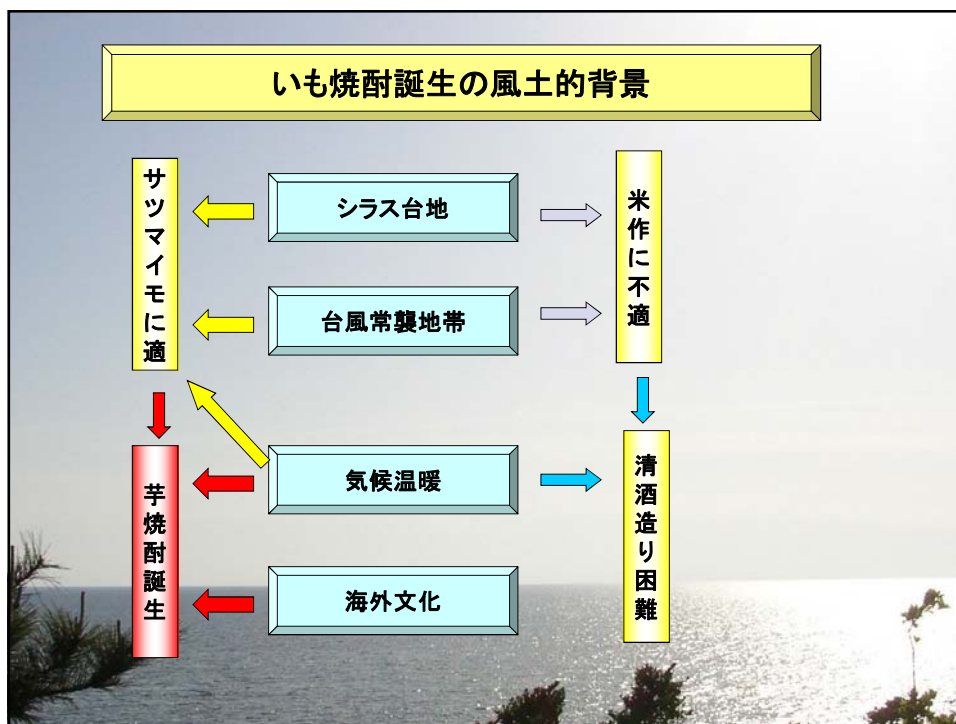 いも焼酎誕生の風土的背景
サツマイモに適
シラス台地
米作に不適
台風常襲地帯
気候温暖
清酒造り困難
芋焼酎誕生
海外文化